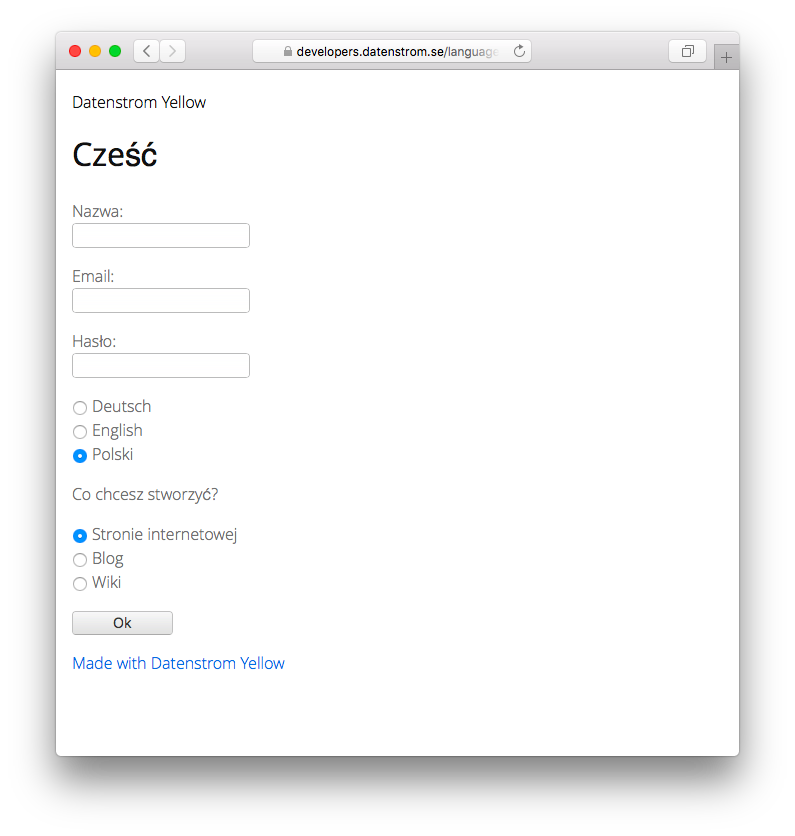 developers.datenstrom.se/language
Datenstrom Yellow
Cześć
Nazwa:
Email:
Hasło:
Deutsch
English
Polski
Co chcesz stworzyć?
Stronie internetowej
Blog
Wiki
Ok
Made with Datenstrom Yellow